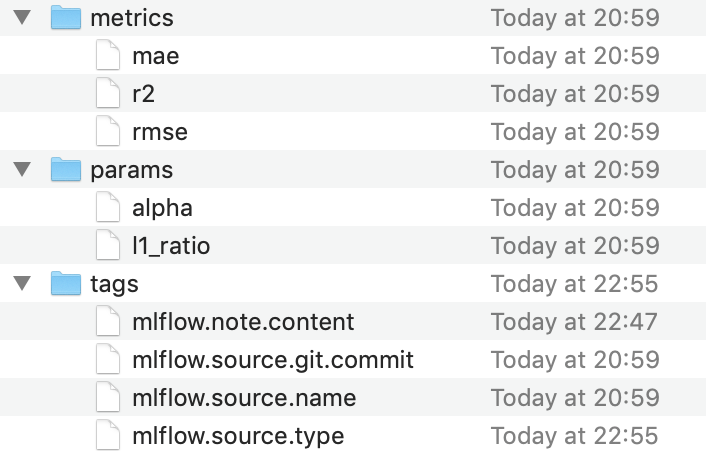 metrics Today at 20:59
mae Today at 20:59
r2 Today at 20:59
rmse Today at 20:59
params Today at 20:59
alpha Today at 20:59
l1_ratio Today at 20:59
tags Today at 22:55
mlflow.note.content Today at 22:47
mlflow.source.git.commit Today at 20:59
mlflow.source.name Today at 20:59
mlflow.source.type Today at 22:55